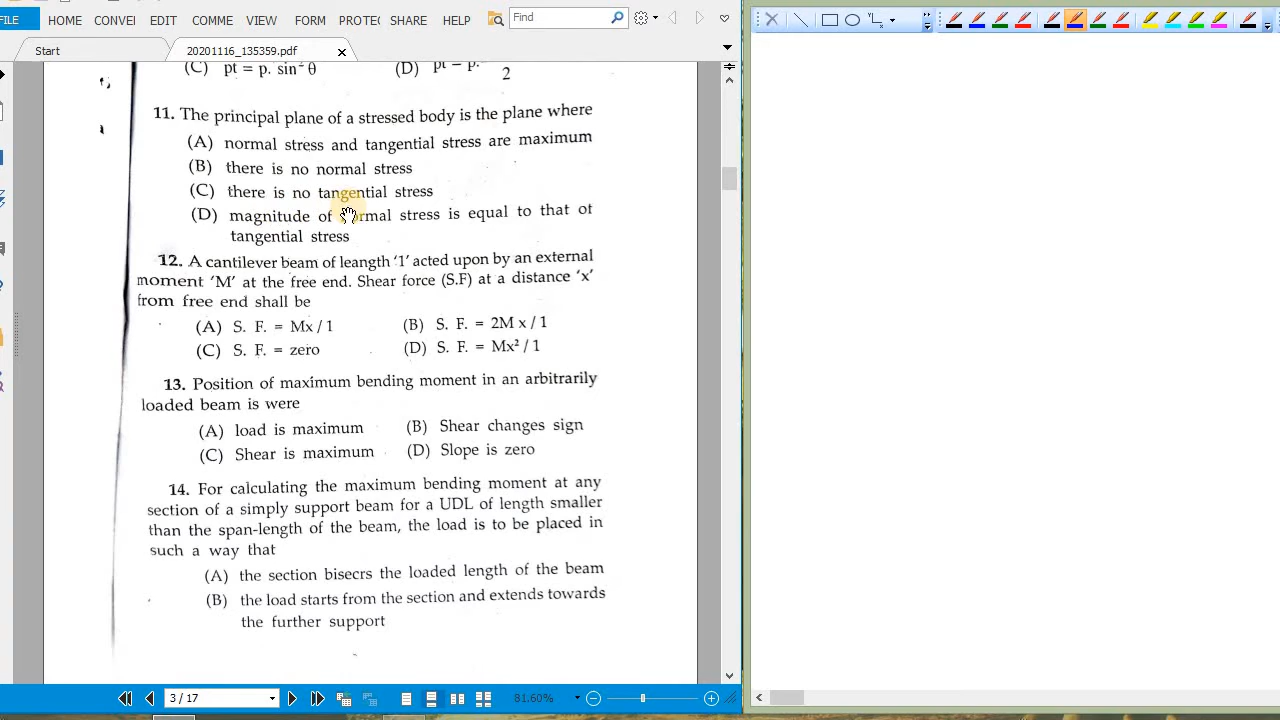 FILE HOME CONVEI EDIT COMME VIEW FORM PROTEC SHARE HELP Find
Start 20201116_135359.pdf
(C) pt = p. sin² θ (D) pt = p.
2
11. The principal plane of a stressed body is the plane where
(A) normal stress and tangential stress are maximum
(B) there is no normal stress
(C) there is no tangential stress
(D) magnitude of normal stress is equal to that of
tangential stress
12. A cantilever beam of leangth '1' acted upon by an external
moment 'M' at the free end. Shear force (S.F) at a distance 'x'
from free end shall be
(A) S. F. = Mx / 1 (B) S. F. = 2M x / 1
(C) S. F. = zero (D) S. F. = Mx² / 1
13. Position of maximum bending moment in an arbitrarily
loaded beam is were
(A) load is maximum (B) Shear changes sign
(C) Shear is maximum (D) Slope is zero
14. For calculating the maximum bending moment at any
section of a simply support beam for a UDL of length smaller
than the span-length of the beam, the load is to be placed in
such a way that
(A) the section bisecrs the loaded length of the beam
(B) the load starts from the section and extends towards
the further support
3 / 17 81.60%